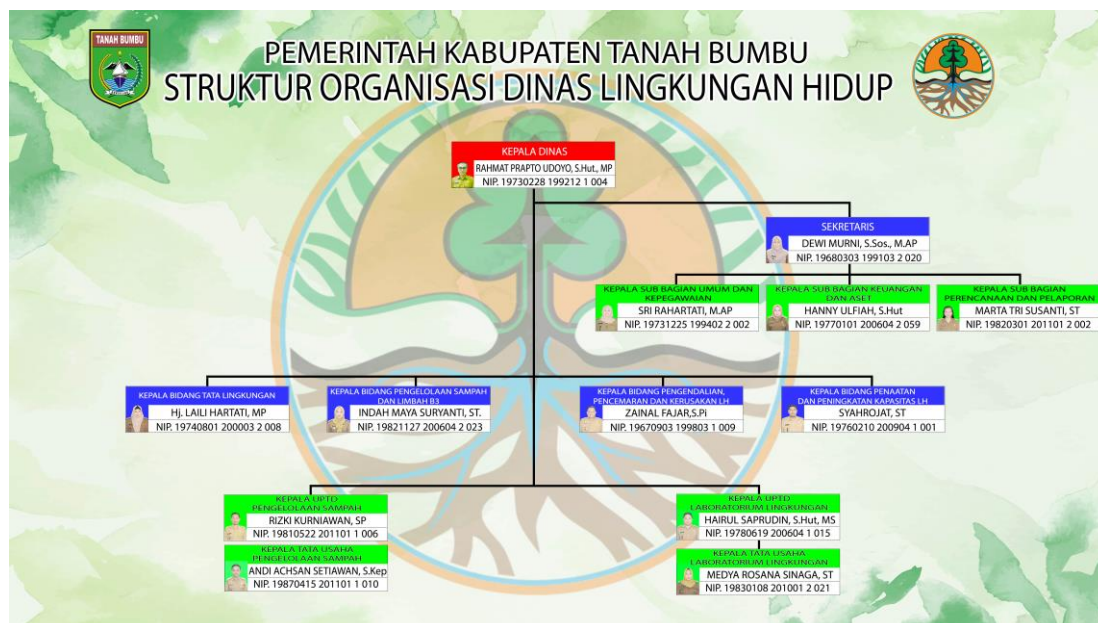 TANAH BUMBU
PEMERINTAH KABUPATEN TANAH BUMBU
STRUKTUR ORGANISASI DINAS LINGKUNGAN HIDUP
KEPALA DINAS
RAHMAT PRAPTO UDOYO, S.Hut., MP
NIP. 19730228 199212 1 004
SEKRETARIS
DEWI MURNI, S.Sos., M.AP
NIP. 19680303 199103 2 020
KEPALA SUB BAGIAN UMUM DAN
KEPEGAWAIAN
SRI RAHARTATI, M.AP
NIP. 19731225 199402 2 002
KEPALA SUB BAGIAN KEUANGAN
DAN ASET
HANNY ULFIAH, S.Hut
NIP. 19770101 200604 2 059
KEPALA SUB BAGIAN
PERENCANAAN DAN PELAPORAN
MARTA TRI SUSANTI, ST
NIP. 19820301 201101 2 002
KEPALA BIDANG TATA LINGKUNGAN
Hj. LAILI HARTATI, MP
NIP. 19740801 200003 2 008
KEPALA BIDANG PENGELOLAAN SAMPAH
DAN LIMBAH B3
INDAH MAYA SURYANTI, ST.
NIP. 19821127 200604 2 023
KEPALA BIDANG PENGENDALIAN,
PENCEMARAN DAN KERUSAKAN LH
ZAINAL FAJAR,S.Pi
NIP. 19670903 199803 1 009
KEPALA BIDANG PENAATAN
DAN PENINGKATAN KAPASITAS LH
SYAHROJAT, ST
NIP. 19760210 200904 1 001
KEPALA UPTD
PENGELOLAAN SAMPAH
RIZKI KURNIAWAN, SP
NIP. 19810522 201101 1 006
KEPALA TATA USAHA
PENGELOLAAN SAMPAH
ANDI ACHSAN SETIAWAN, S.Kep
NIP. 19870415 201101 1 010
KEPALA UPTD
LABORATORIUM LINGKUNGAN
HAIRUL SAPRUDIN, S.Hut, MS
NIP. 19780619 200604 1 015
KEPALA TATA USAHA
LABORATORIUM LINGKUNGAN
MEDYA ROSANA SINAGA, ST
NIP. 19830108 201001 2 021